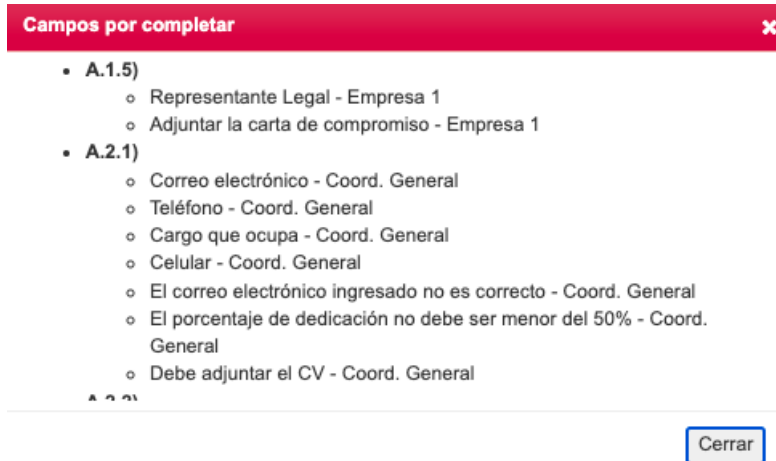 Campos por completar
A.1.5)
Representante Legal - Empresa 1
Adjuntar la carta de compromiso - Empresa 1
A.2.1)
Correo electrónico - Coord. General
Teléfono - Coord. General
Cargo que ocupa - Coord. General
Celular - Coord. General
El correo electrónico ingresado no es correcto - Coord. General
El porcentaje de dedicación no debe ser menor del 50% - Coord.
General
Debe adjuntar el CV - Coord. General
Cerrar